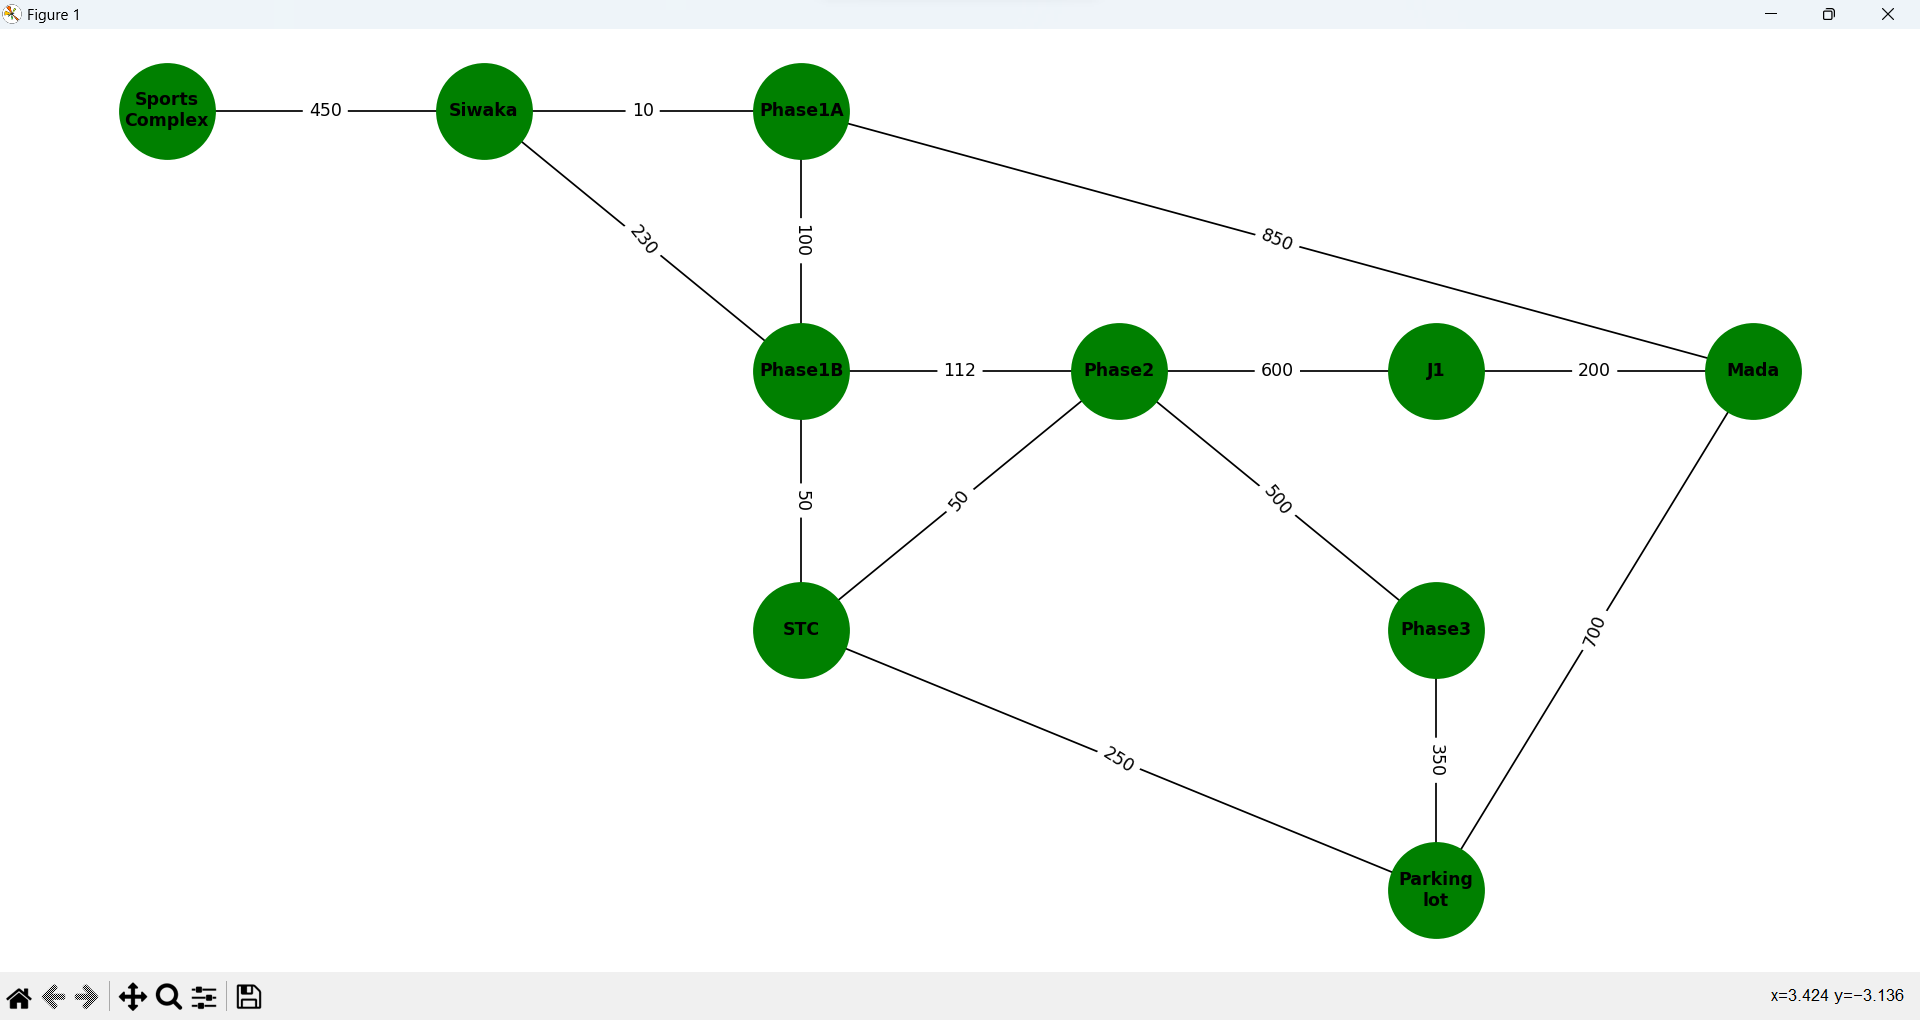 Figure 1
Sports
Complex
450
Siwaka
10
Phase1A
230
100
850
Phase1B
112
Phase2
600
J1
200
Mada
50
50
500
STC
Phase3
700
250
350
Parking
lot
x=3.424 y=−3.136